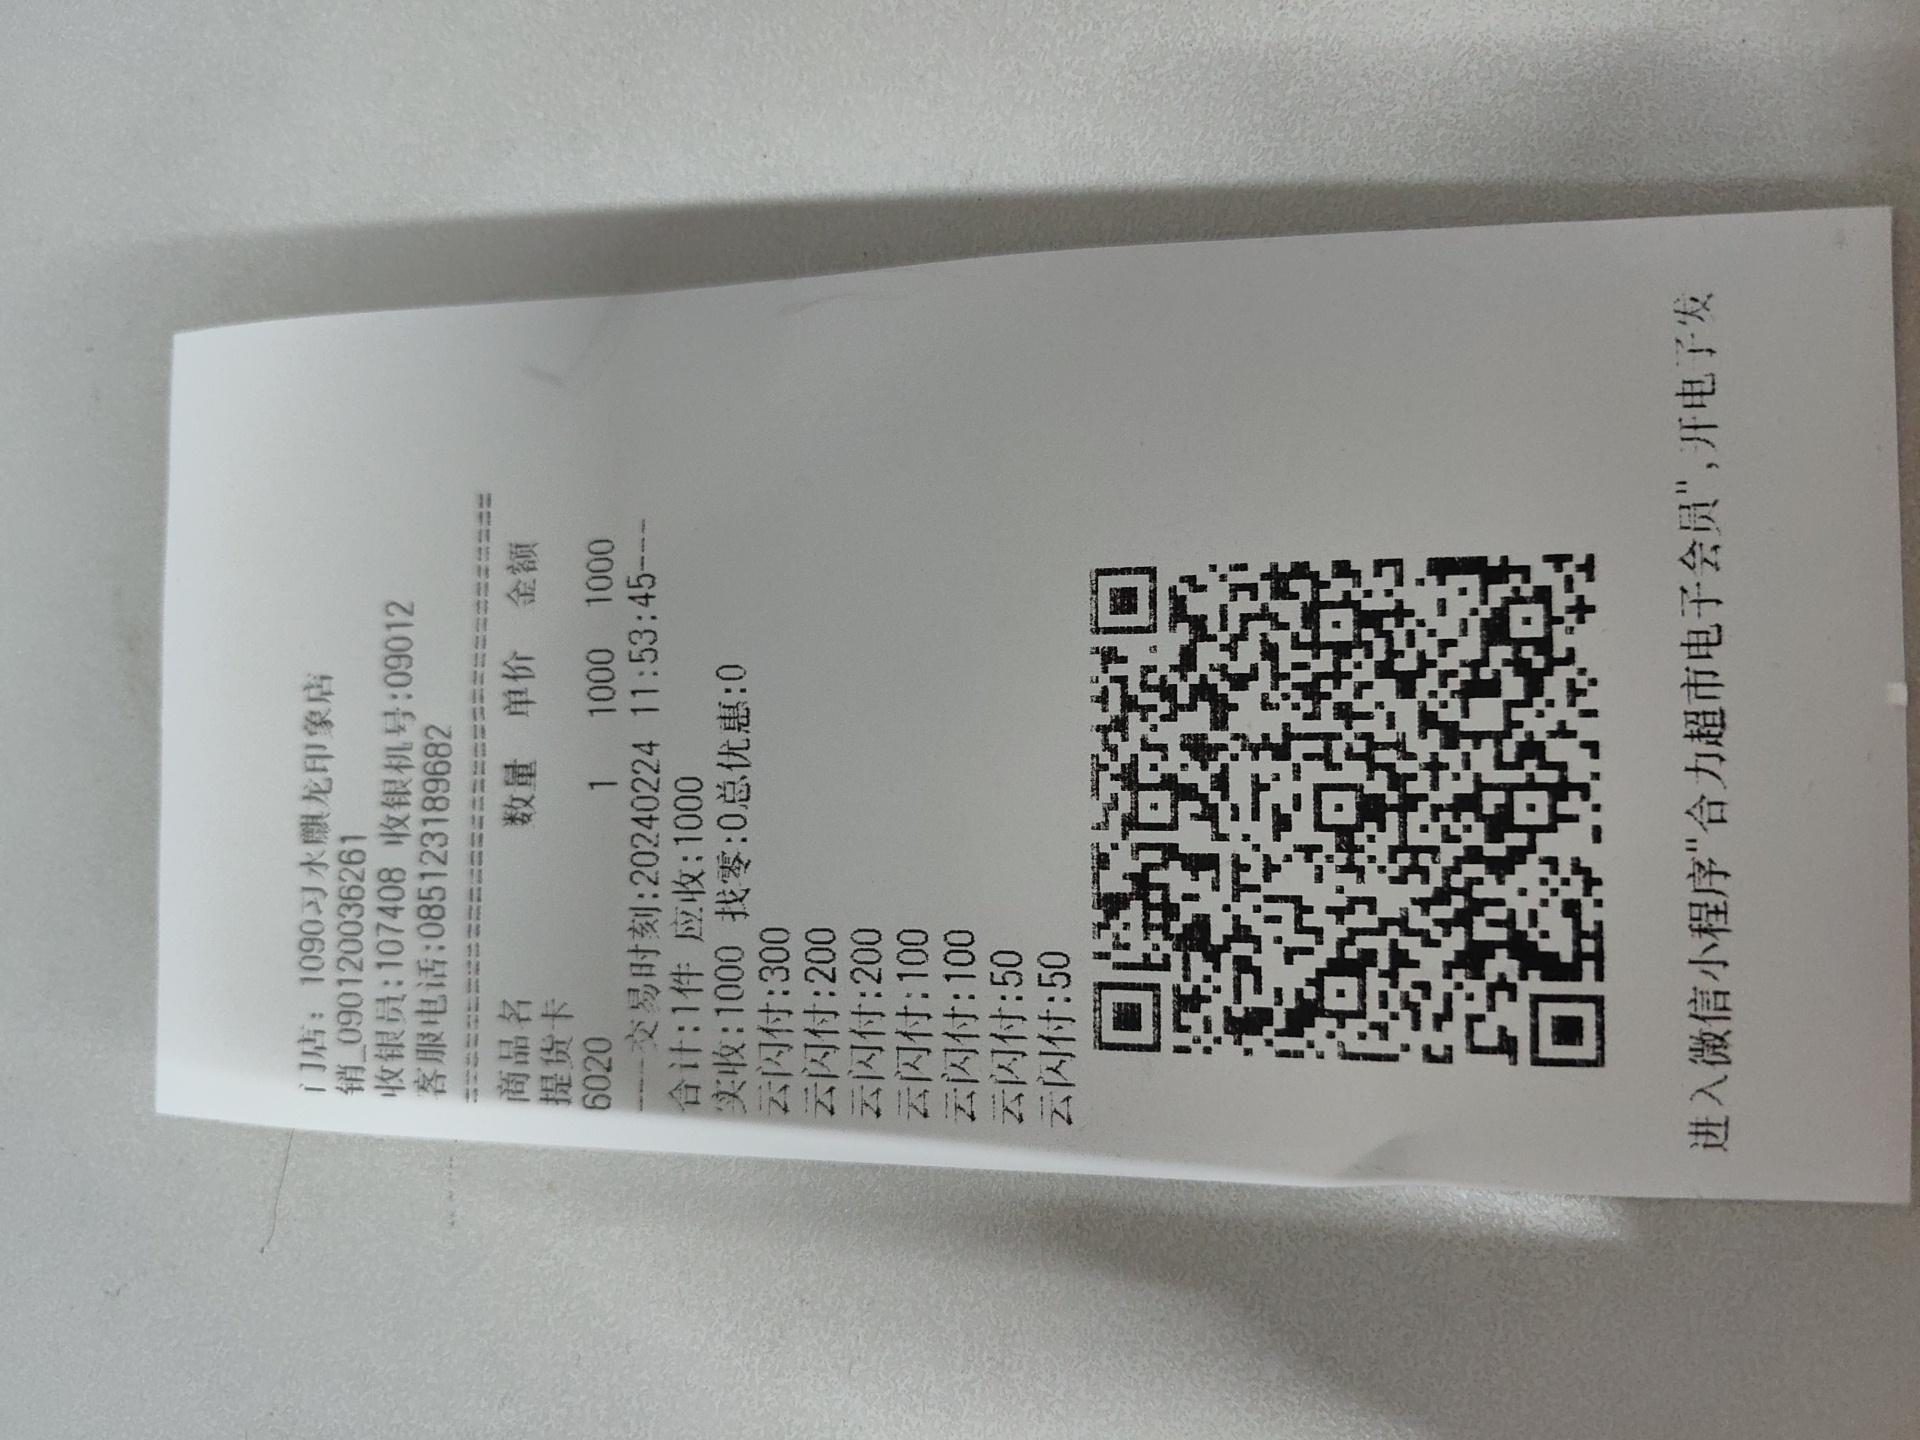 门店: 1090习水麒龙印象店
销_090120036261
收银员:107408 收银机号:09012
客服电话:085123189682
================================
商品名 数量 单价 金额
提货卡
6020 1 1000 1000
----交易时刻:20240224 11:53:45----
合计:1件 应收:1000
实收:1000 找零:0总优惠:0
云闪付:300
云闪付:200
云闪付:200
云闪付:100
云闪付:100
云闪付:50
云闪付:50
进入微信小程序"合力超市电子会员",开电子发